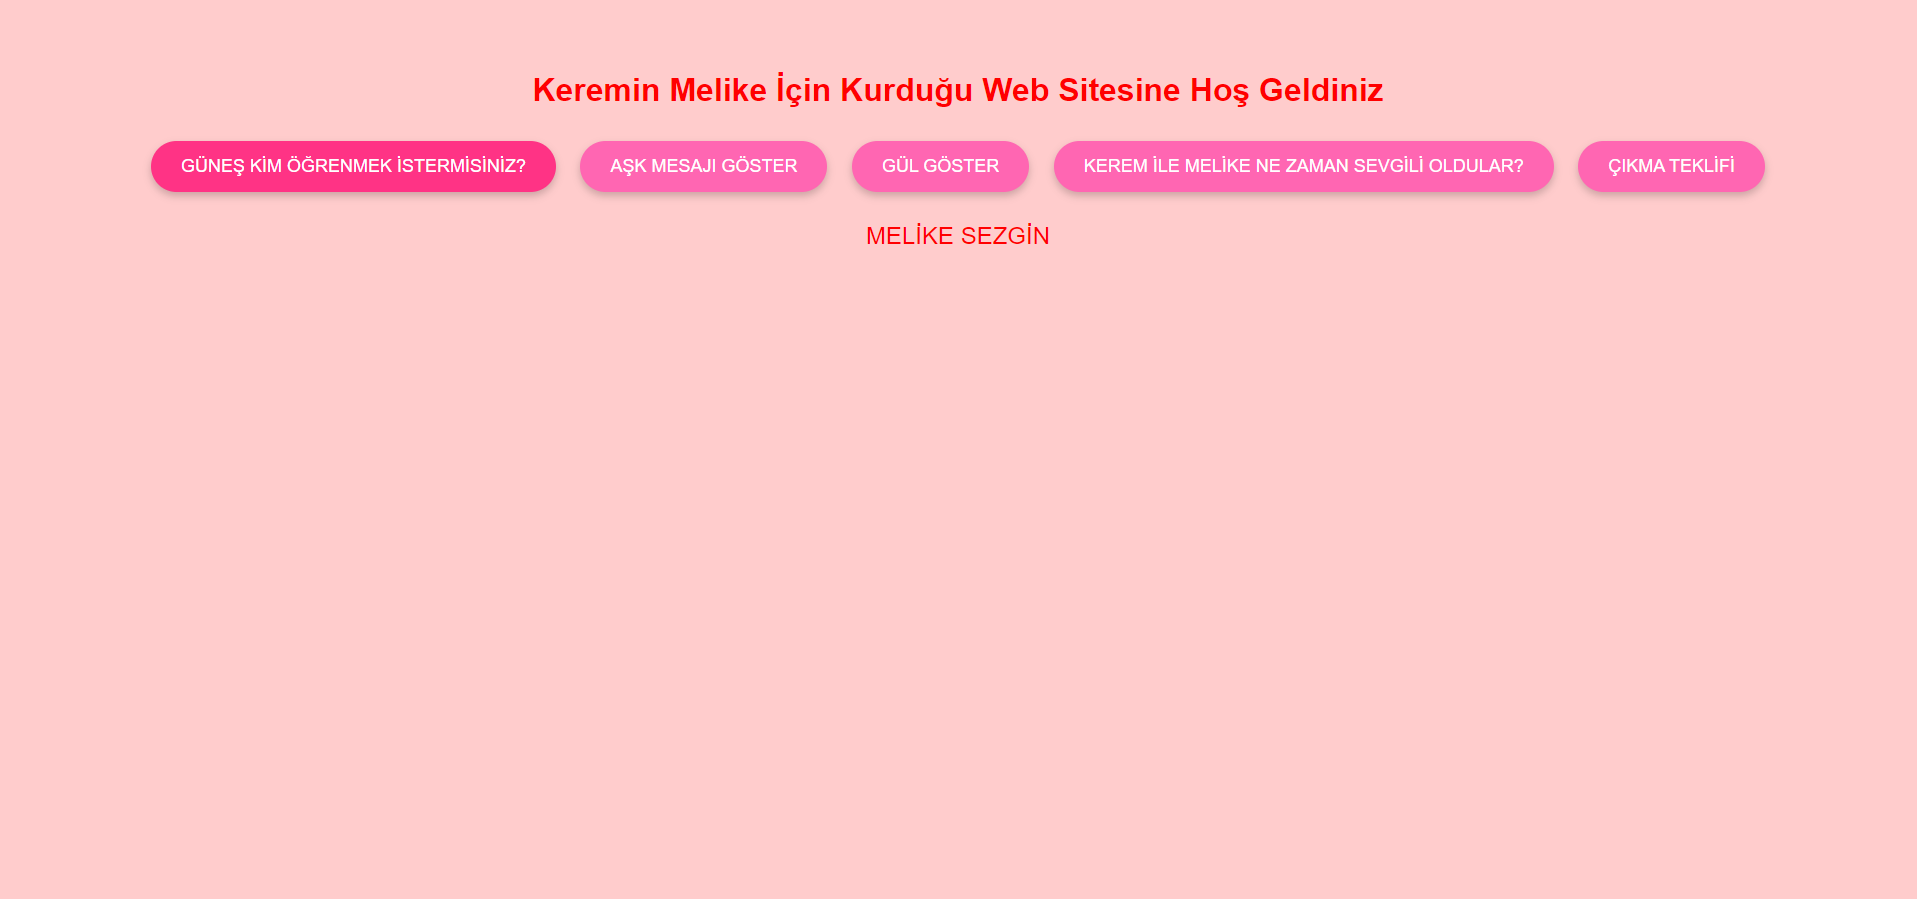 Keremin Melike İçin Kurduğu Web Sitesine Hoş Geldiniz
GÜNEŞ KİM ÖĞRENMEK İSTERMİSİNİZ? AŞK MESAJI GÖSTER GÜL GÖSTER KEREM İLE MELİKE NE ZAMAN SEVGİLİ OLDULAR? ÇIKMA TEKLİFİ
MELİKE SEZGİN